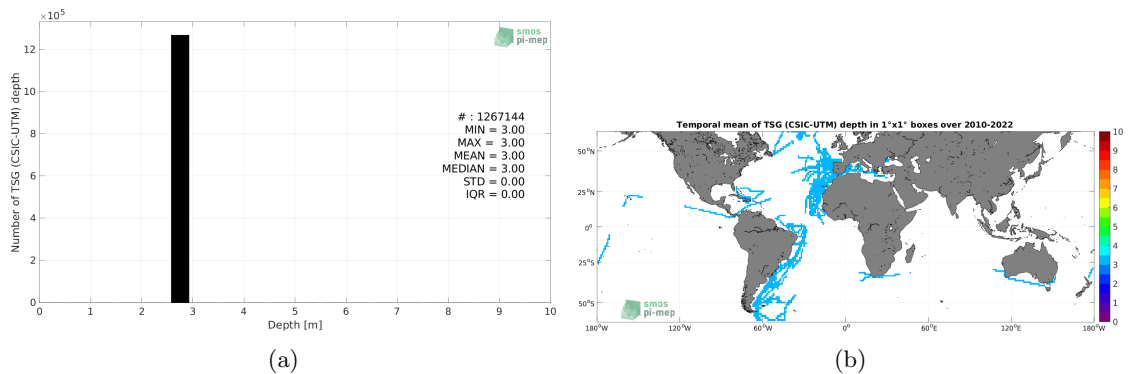 ×10⁵
12
10
8
6
4
2
0
Number of TSG (CSIC-UTM) depth
smos
pi-mep
# : 1267144
MIN = 3.00
MAX = 3.00
MEAN = 3.00
MEDIAN = 3.00
STD = 0.00
IQR = 0.00
0 1 2 3 4 5 6 7 8 9 10
Depth [m]
(a)
Temporal mean of TSG (CSIC-UTM) depth in 1°x1° boxes over 2010-2022
50°N
25°N
0°
25°S
50°S
smos
pi-mep
180°W 120°W 60°W 0° 60°E 120°E 180°W
10
9
8
7
6
5
4
3
2
1
0
(b)